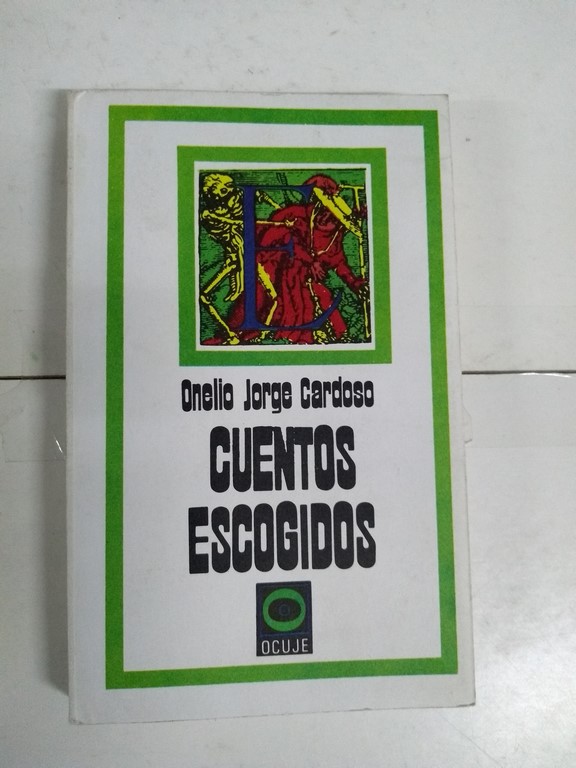 E
Onelio Jorge Cardoso
CUENTOS
ESCOGIDOS
OCUJE